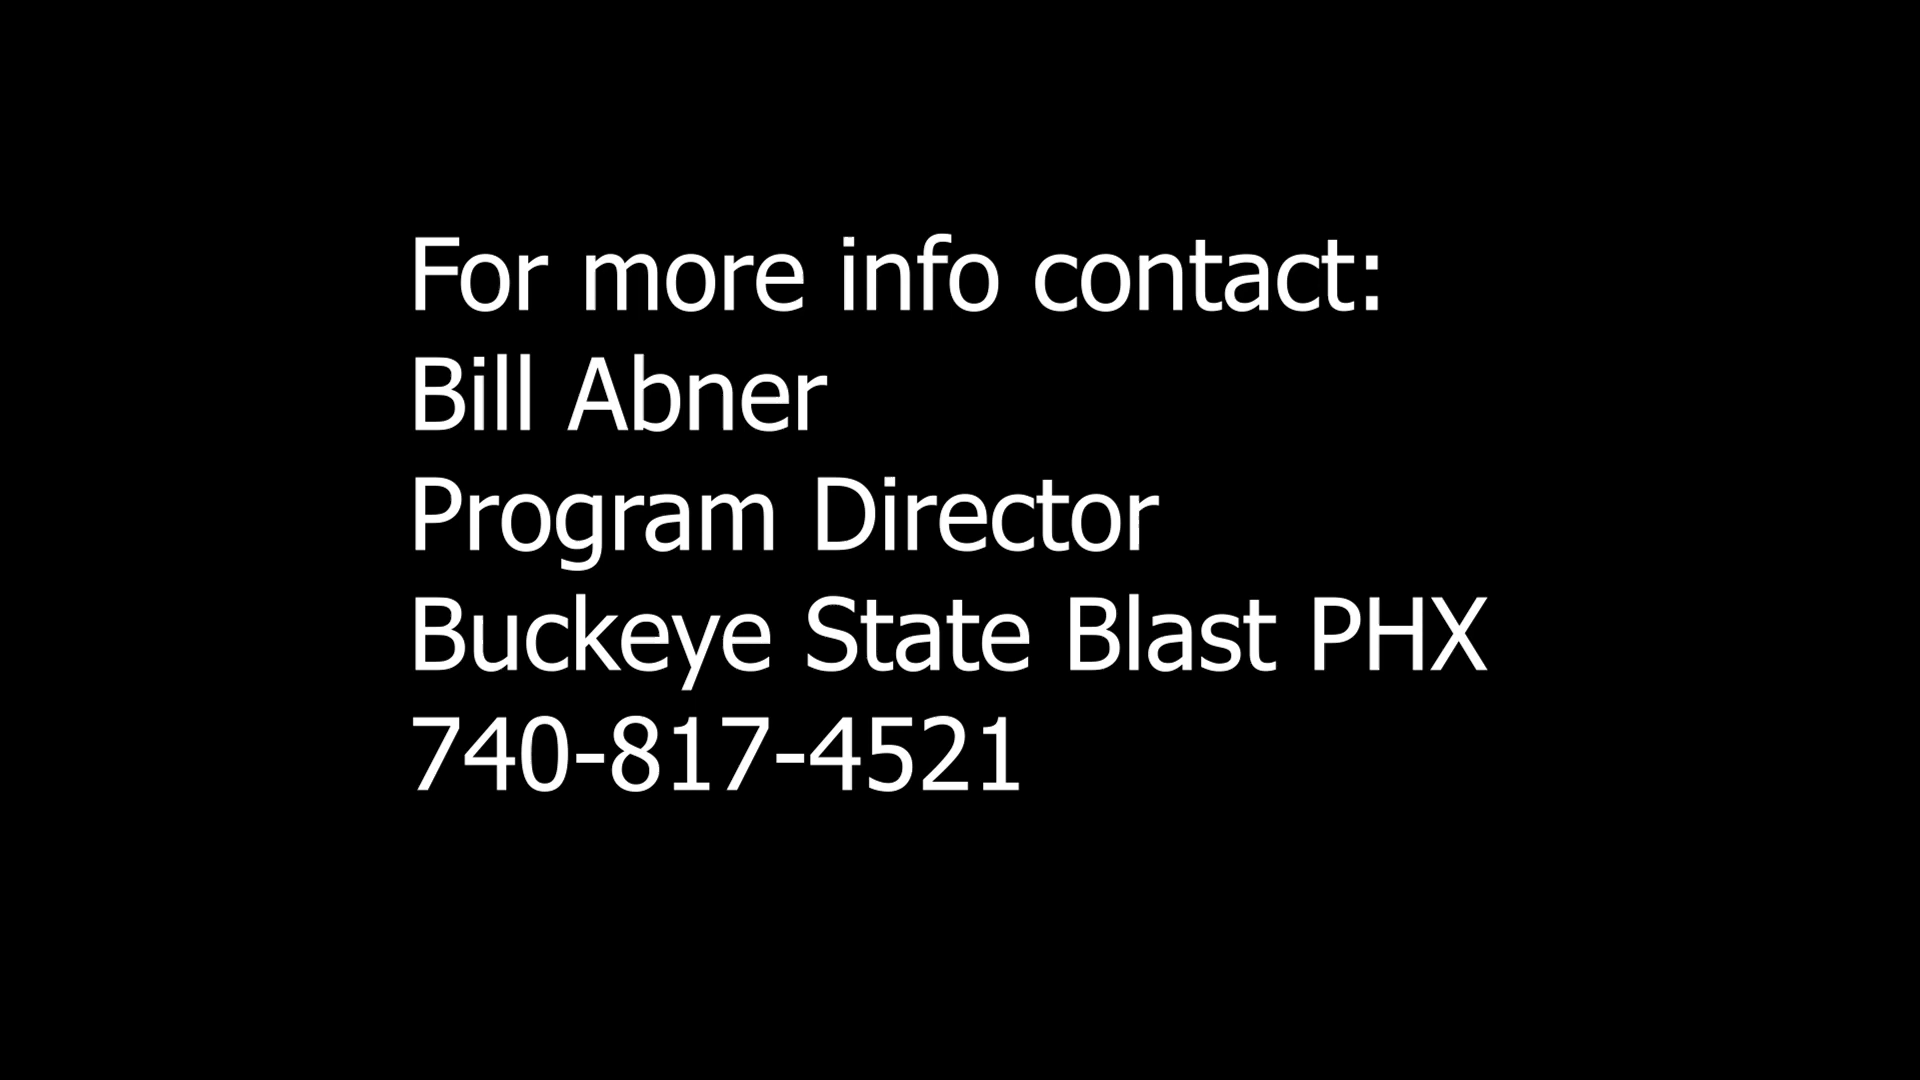 For more info contact:
Bill Abner
Program Director
Buckeye State Blast PHX
740-817-4521